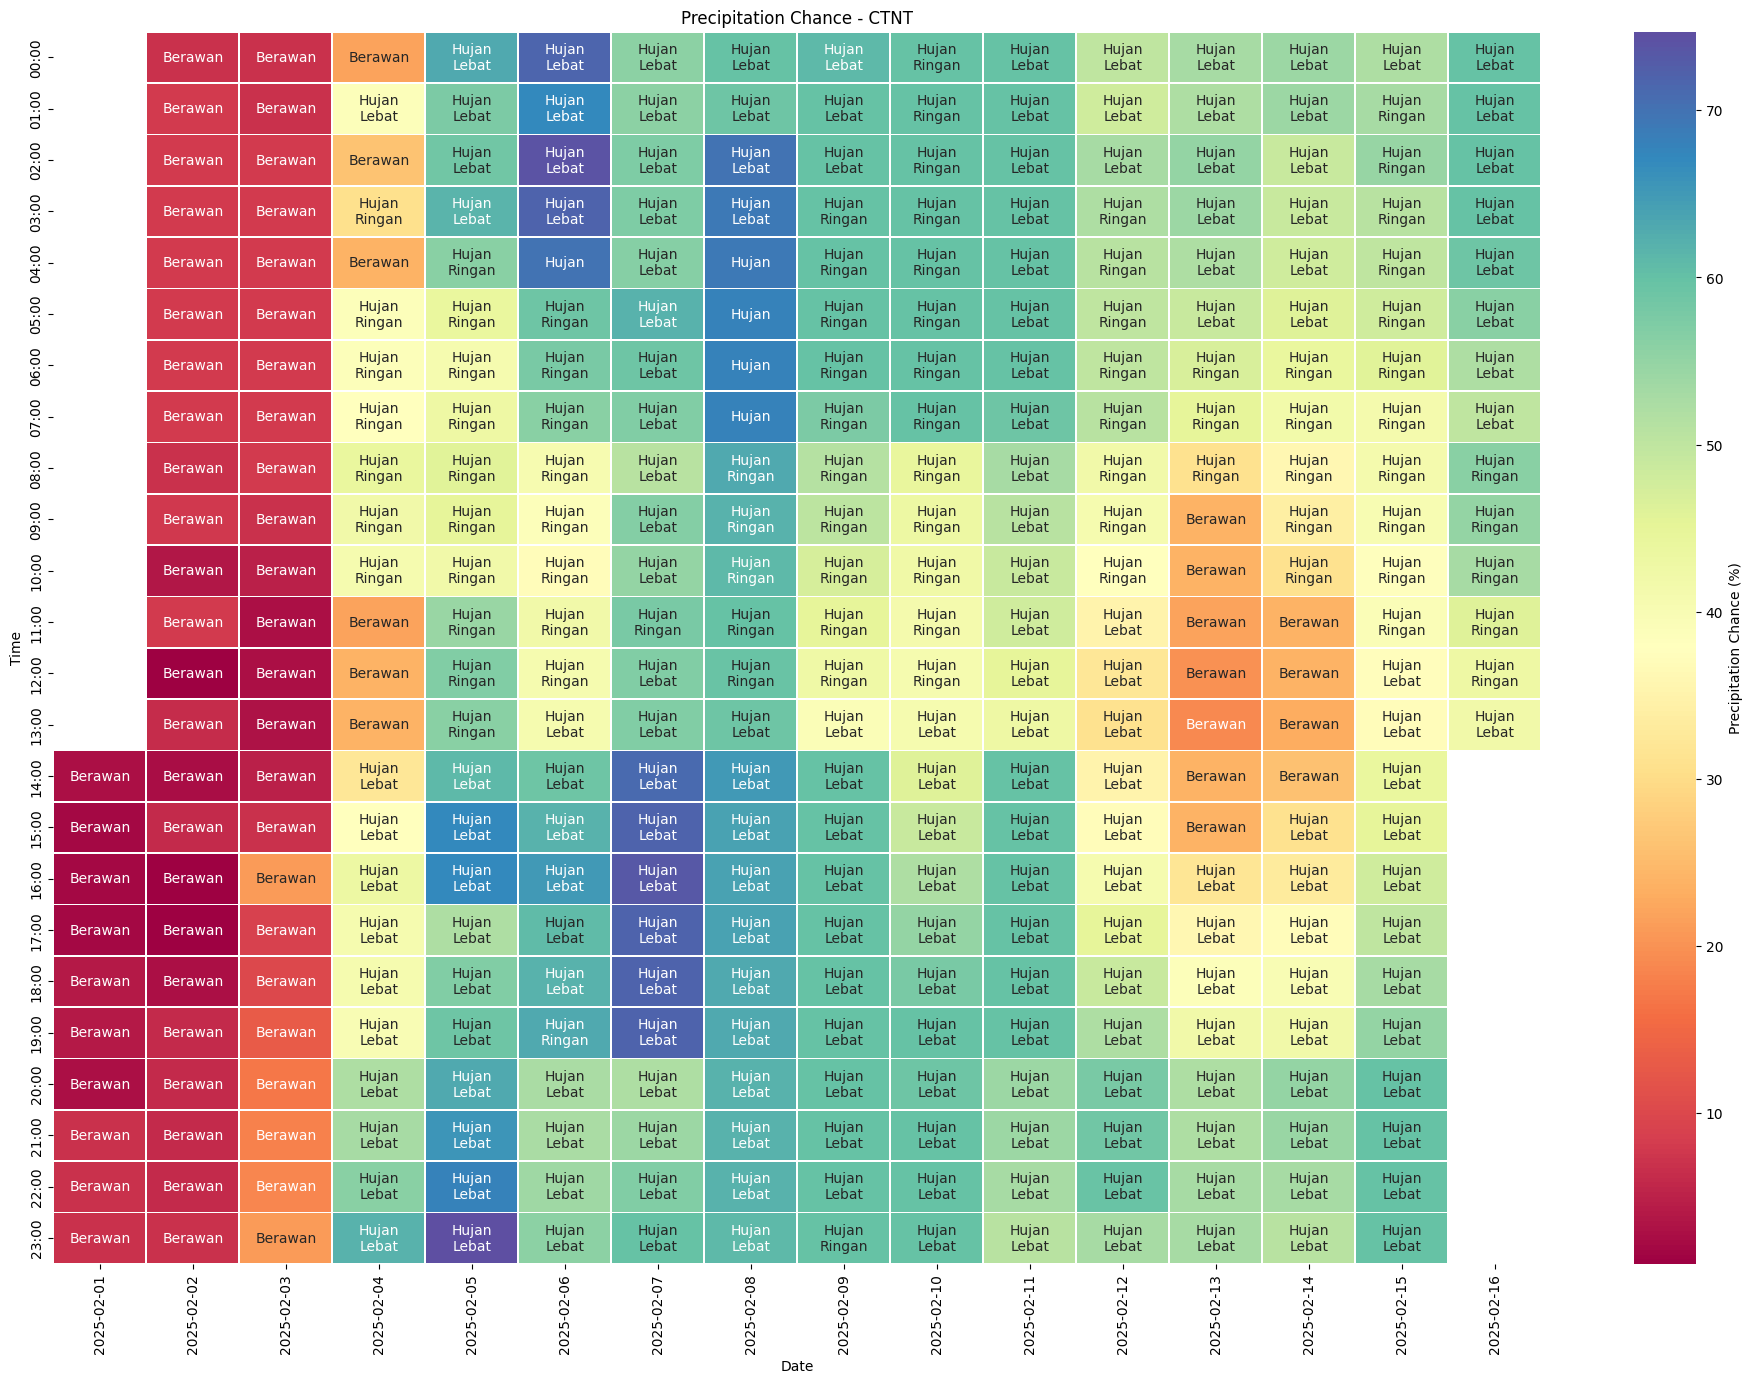 Precipitation Chance - CTNT
00:00 Berawan Berawan Berawan Hujan Lebat Hujan Lebat Hujan Lebat Hujan Lebat Hujan Lebat Hujan Ringan Hujan Lebat Hujan Lebat Hujan Lebat Hujan Lebat Hujan Lebat Hujan Lebat
01:00 Berawan Berawan Hujan Lebat Hujan Lebat Hujan Lebat Hujan Lebat Hujan Lebat Hujan Lebat Hujan Ringan Hujan Lebat Hujan Lebat Hujan Lebat Hujan Lebat Hujan Ringan Hujan Lebat
02:00 Berawan Berawan Berawan Hujan Lebat Hujan Lebat Hujan Lebat Hujan Lebat Hujan Lebat Hujan Ringan Hujan Lebat Hujan Lebat Hujan Lebat Hujan Lebat Hujan Ringan Hujan Lebat
03:00 Berawan Berawan Hujan Ringan Hujan Lebat Hujan Lebat Hujan Lebat Hujan Lebat Hujan Ringan Hujan Ringan Hujan Lebat Hujan Ringan Hujan Lebat Hujan Lebat Hujan Ringan Hujan Lebat
04:00 Berawan Berawan Berawan Hujan Ringan Hujan Hujan Lebat Hujan Hujan Ringan Hujan Ringan Hujan Lebat Hujan Ringan Hujan Lebat Hujan Lebat Hujan Ringan Hujan Lebat
05:00 Berawan Berawan Hujan Ringan Hujan Ringan Hujan Ringan Hujan Lebat Hujan Hujan Ringan Hujan Ringan Hujan Lebat Hujan Ringan Hujan Lebat Hujan Lebat Hujan Ringan Hujan Lebat
06:00 Berawan Berawan Hujan Ringan Hujan Ringan Hujan Ringan Hujan Lebat Hujan Hujan Ringan Hujan Ringan Hujan Lebat Hujan Ringan Hujan Ringan Hujan Ringan Hujan Ringan Hujan Lebat
07:00 Berawan Berawan Hujan Ringan Hujan Ringan Hujan Ringan Hujan Lebat Hujan Hujan Ringan Hujan Ringan Hujan Lebat Hujan Ringan Hujan Ringan Hujan Ringan Hujan Ringan Hujan Lebat
08:00 Berawan Berawan Hujan Ringan Hujan Ringan Hujan Ringan Hujan Lebat Hujan Ringan Hujan Ringan Hujan Ringan Hujan Lebat Hujan Ringan Hujan Ringan Hujan Ringan Hujan Ringan Hujan Ringan
09:00 Berawan Berawan Hujan Ringan Hujan Ringan Hujan Ringan Hujan Lebat Hujan Ringan Hujan Ringan Hujan Ringan Hujan Lebat Hujan Ringan Berawan Hujan Ringan Hujan Ringan Hujan Ringan
10:00 Berawan Berawan Hujan Ringan Hujan Ringan Hujan Ringan Hujan Lebat Hujan Ringan Hujan Ringan Hujan Ringan Hujan Lebat Hujan Ringan Berawan Hujan Ringan Hujan Ringan Hujan Ringan
11:00 Berawan Berawan Berawan Hujan Ringan Hujan Ringan Hujan Ringan Hujan Ringan Hujan Ringan Hujan Ringan Hujan Lebat Hujan Lebat Berawan Berawan Hujan Ringan Hujan Ringan
12:00 Berawan Berawan Berawan Hujan Ringan Hujan Ringan Hujan Lebat Hujan Ringan Hujan Ringan Hujan Ringan Hujan Lebat Hujan Lebat Berawan Berawan Hujan Lebat Hujan Ringan
13:00 Berawan Berawan Berawan Hujan Ringan Hujan Lebat Hujan Lebat Hujan Lebat Hujan Lebat Hujan Lebat Hujan Lebat Hujan Lebat Berawan Berawan Hujan Lebat Hujan Lebat
14:00 Berawan Berawan Berawan Hujan Lebat Hujan Lebat Hujan Lebat Hujan Lebat Hujan Lebat Hujan Lebat Hujan Lebat Hujan Lebat Hujan Lebat Berawan Berawan Hujan Lebat
15:00 Berawan Berawan Berawan Hujan Lebat Hujan Lebat Hujan Lebat Hujan Lebat Hujan Lebat Hujan Lebat Hujan Lebat Hujan Lebat Hujan Lebat Berawan Hujan Lebat Hujan Lebat
16:00 Berawan Berawan Berawan Hujan Lebat Hujan Lebat Hujan Lebat Hujan Lebat Hujan Lebat Hujan Lebat Hujan Lebat Hujan Lebat Hujan Lebat Hujan Lebat Hujan Lebat Hujan Lebat
17:00 Berawan Berawan Berawan Hujan Lebat Hujan Lebat Hujan Lebat Hujan Lebat Hujan Lebat Hujan Lebat Hujan Lebat Hujan Lebat Hujan Lebat Hujan Lebat Hujan Lebat Hujan Lebat
18:00 Berawan Berawan Berawan Hujan Lebat Hujan Lebat Hujan Lebat Hujan Lebat Hujan Lebat Hujan Lebat Hujan Lebat Hujan Lebat Hujan Lebat Hujan Lebat Hujan Lebat Hujan Lebat
19:00 Berawan Berawan Berawan Hujan Lebat Hujan Lebat Hujan Ringan Hujan Lebat Hujan Lebat Hujan Lebat Hujan Lebat Hujan Lebat Hujan Lebat Hujan Lebat Hujan Lebat Hujan Lebat
20:00 Berawan Berawan Berawan Hujan Lebat Hujan Lebat Hujan Lebat Hujan Lebat Hujan Lebat Hujan Lebat Hujan Lebat Hujan Lebat Hujan Lebat Hujan Lebat Hujan Lebat Hujan Lebat
21:00 Berawan Berawan Berawan Hujan Lebat Hujan Lebat Hujan Lebat Hujan Lebat Hujan Lebat Hujan Lebat Hujan Lebat Hujan Lebat Hujan Lebat Hujan Lebat Hujan Lebat Hujan Lebat
22:00 Berawan Berawan Berawan Hujan Lebat Hujan Lebat Hujan Lebat Hujan Lebat Hujan Lebat Hujan Lebat Hujan Lebat Hujan Lebat Hujan Lebat Hujan Lebat Hujan Lebat Hujan Lebat
23:00 Berawan Berawan Berawan Hujan Lebat Hujan Lebat Hujan Lebat Hujan Lebat Hujan Lebat Hujan Ringan Hujan Lebat Hujan Lebat Hujan Lebat Hujan Lebat Hujan Lebat Hujan Lebat
Time
2025-02-01 2025-02-02 2025-02-03 2025-02-04 2025-02-05 2025-02-06 2025-02-07 2025-02-08 2025-02-09 2025-02-10 2025-02-11 2025-02-12 2025-02-13 2025-02-14 2025-02-15 2025-02-16
Date
70
60
50
40
30
20
10
Precipitation Chance (%)